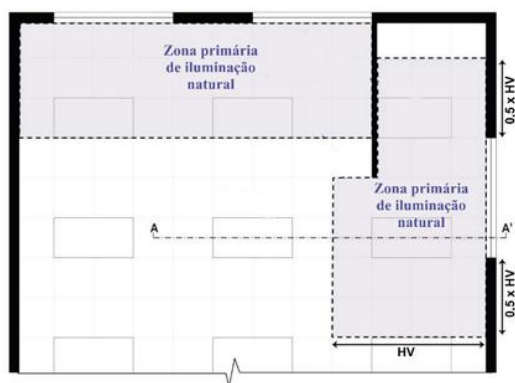 Zona primária
de iluminação
natural
0.5 x HV
Zona primária
de iluminação
natural
A
A'
0.5 x HV
HV